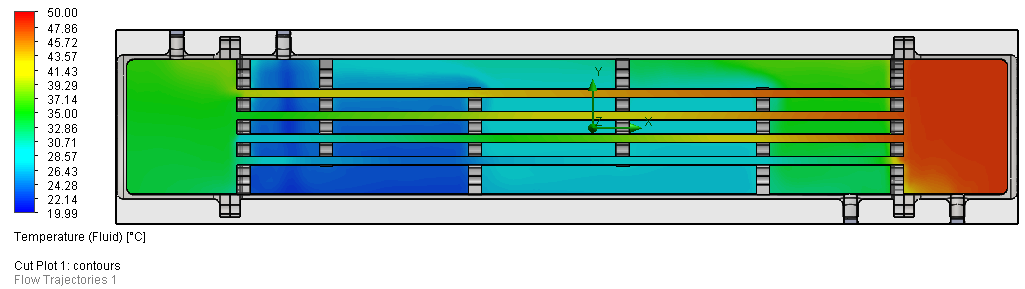 50.00
47.86
45.72
43.57
41.43
39.29
37.14
35.00
32.86
30.71
28.57
26.43
24.28
22.14
19.99
Y
Z
X
Temperature (Fluid) [°C]
Cut Plot 1: contours
Flow Trajectories 1